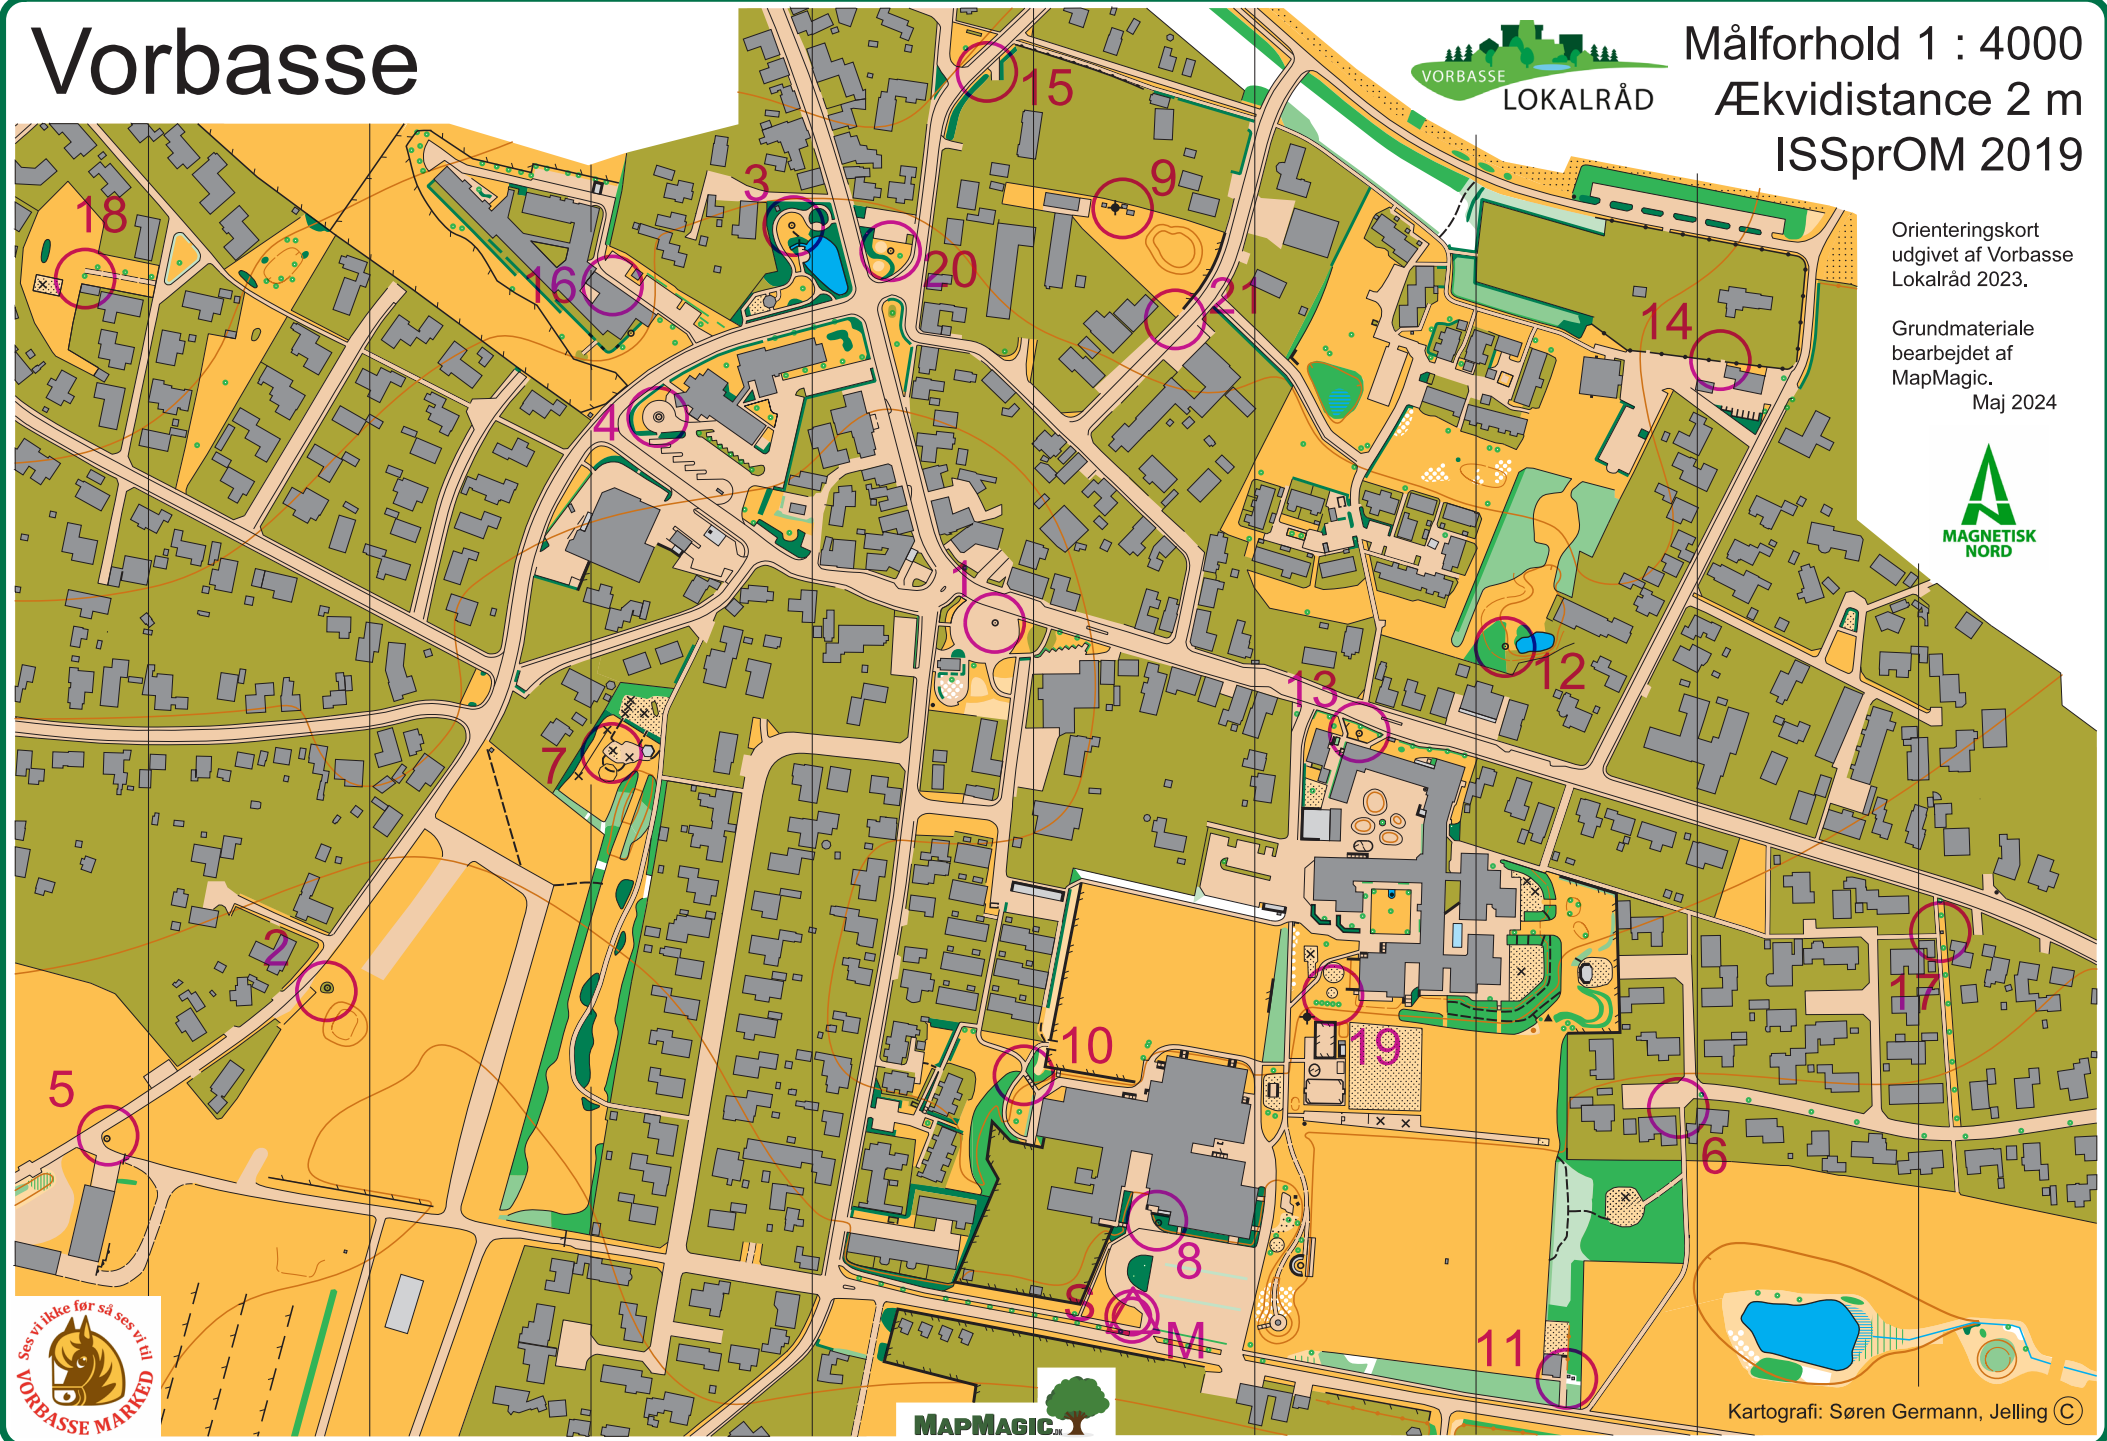 Vorbasse
VORBASSE
LOKALRÅD
Målforhold 1 : 4000
Ækvidistance 2 m
ISSprOM 2019
Orienteringskort
udgivet af Vorbasse
Lokalråd 2023.
Grundmateriale
bearbejdet af
MapMagic.
Maj 2024
MAGNETISK
NORD
15
3
9
18
20
16
21
14
4
1
12
13
7
2
17
10
19
5
6
8
S
M
11
Ses vi ikke før så ses vi til
VORBASSE MARKED
MAPMAGIC.DK
Kartografi: Søren Germann, Jelling ©